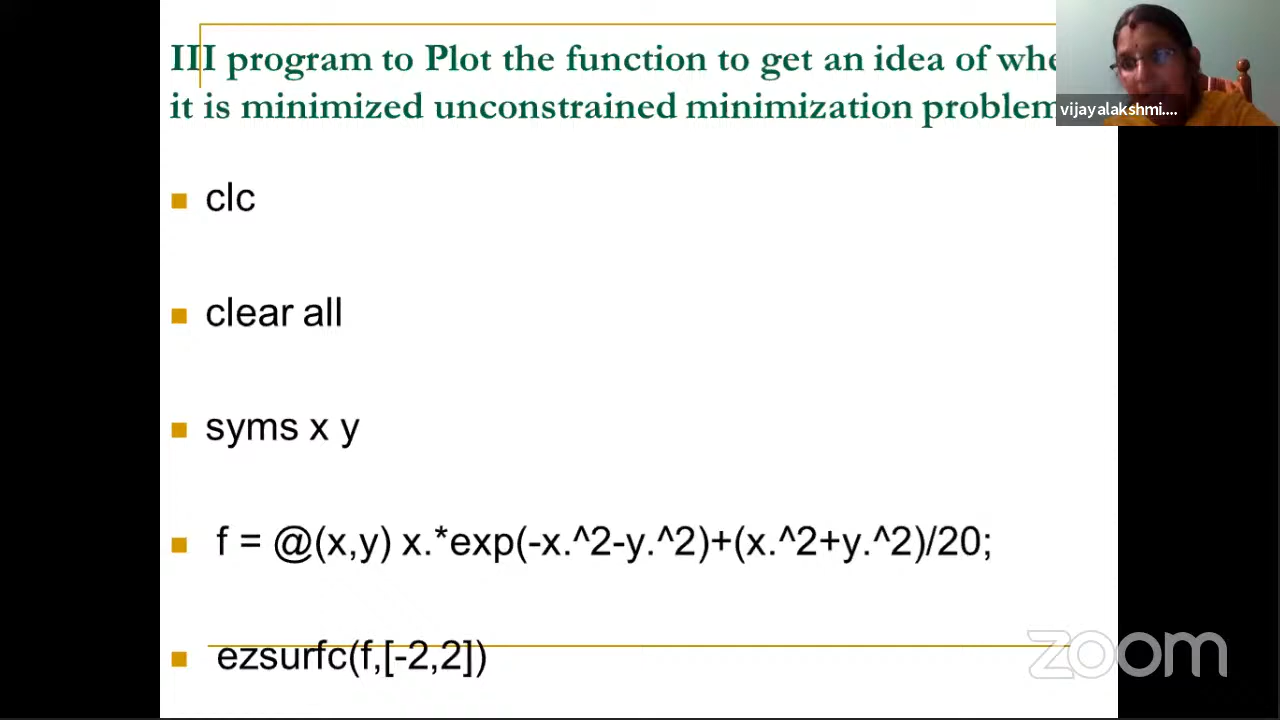 III program to Plot the function to get an idea of whe
it is minimized unconstrained minimization problem
vijayalakshmi....
clc
clear all
syms x y
f = @(x,y) x.*exp(-x.^2-y.^2)+(x.^2+y.^2)/20;
ezsurfc(f,[-2,2])
zoom